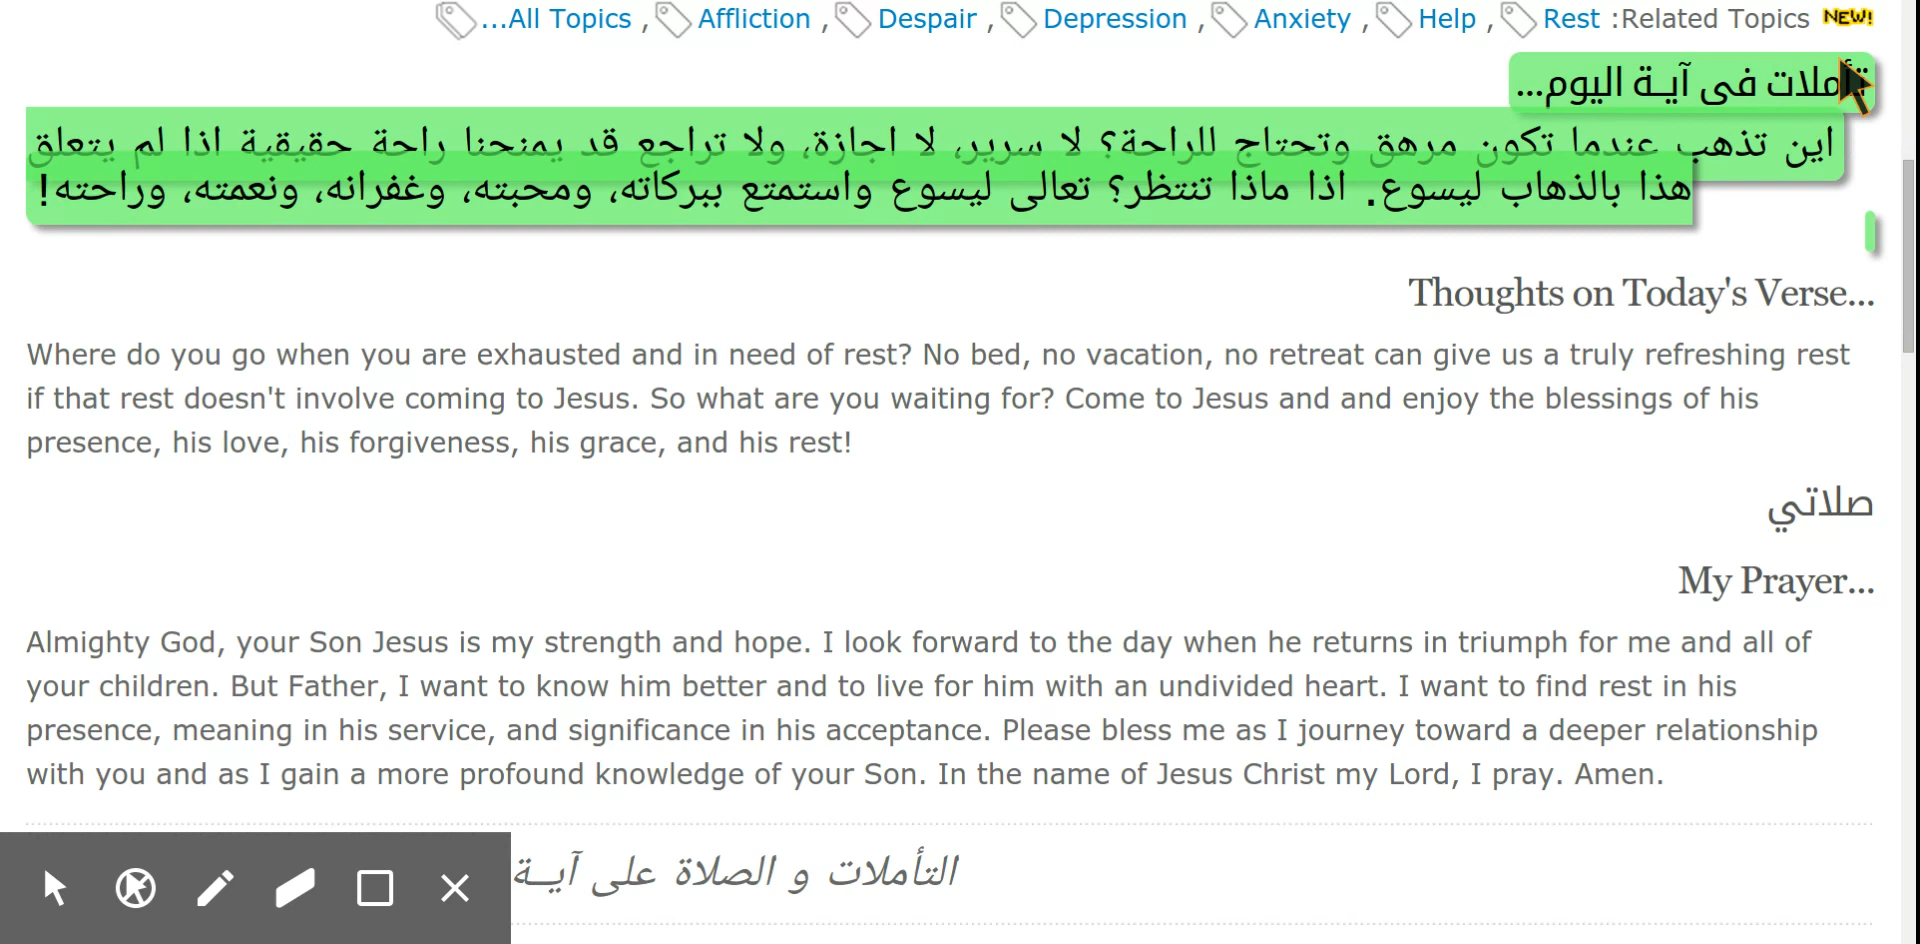 NEW! Related Topics: Rest , Help , Anxiety , Depression , Despair , Affliction , All Topics...
تأملات فى آيـة اليوم...
اين تذهب عندما تكون مرهق وتحتاج للراحة؟ لا سرير، لا اجازة، ولا تراجع قد يمنحنا راحة حقيقية اذا لم يتعلق
هذا بالذهاب ليسوع. اذا ماذا تنتظر؟ تعالى ليسوع واستمتع ببركاته، ومحبته، وغفرانه، ونعمته، وراحته!
Thoughts on Today's Verse...
Where do you go when you are exhausted and in need of rest? No bed, no vacation, no retreat can give us a truly refreshing rest
if that rest doesn't involve coming to Jesus. So what are you waiting for? Come to Jesus and and enjoy the blessings of his
presence, his love, his forgiveness, his grace, and his rest!
صلاتي
My Prayer...
Almighty God, your Son Jesus is my strength and hope. I look forward to the day when he returns in triumph for me and all of
your children. But Father, I want to know him better and to live for him with an undivided heart. I want to find rest in his
presence, meaning in his service, and significance in his acceptance. Please bless me as I journey toward a deeper relationship
with you and as I gain a more profound knowledge of your Son. In the name of Jesus Christ my Lord, I pray. Amen.
التأملات و الصلاة على آيــة